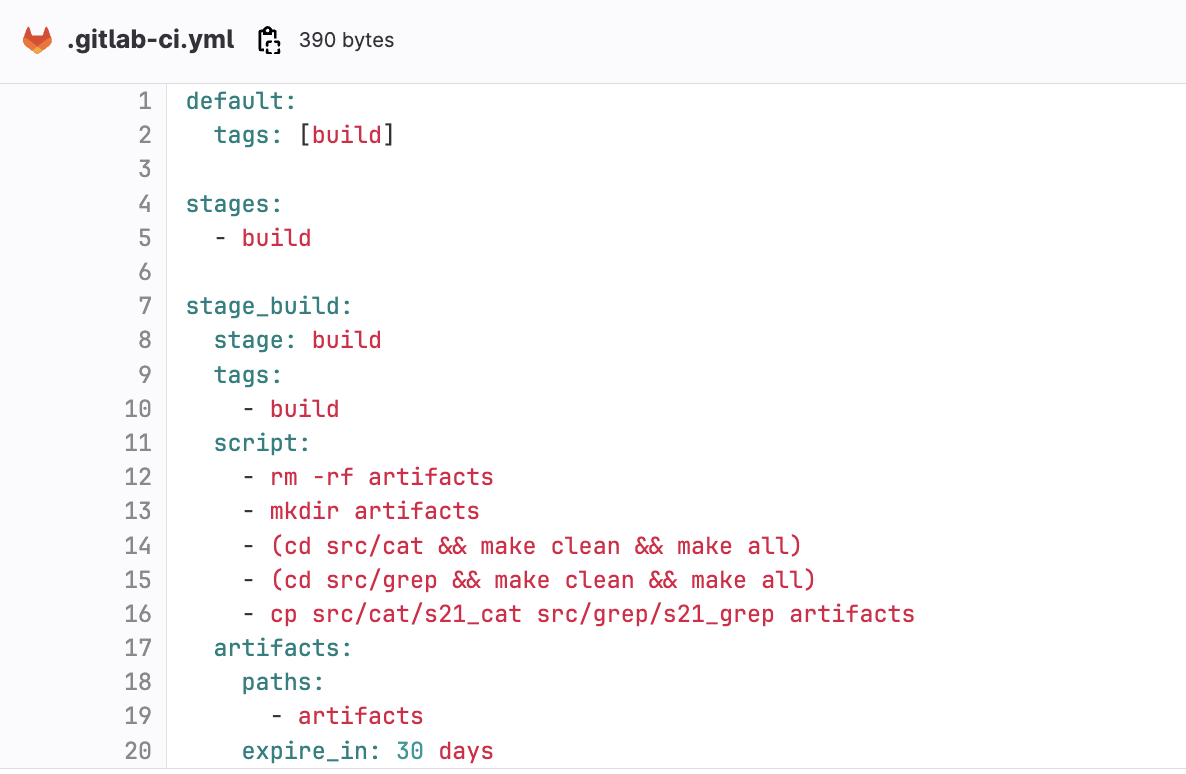 .gitlab-ci.yml 390 bytes
1 default:
2   tags: [build]
3
4 stages:
5   - build
6
7 stage_build:
8   stage: build
9   tags:
10     - build
11   script:
12     - rm -rf artifacts
13     - mkdir artifacts
14     - (cd src/cat && make clean && make all)
15     - (cd src/grep && make clean && make all)
16     - cp src/cat/s21_cat src/grep/s21_grep artifacts
17   artifacts:
18     paths:
19       - artifacts
20     expire_in: 30 days